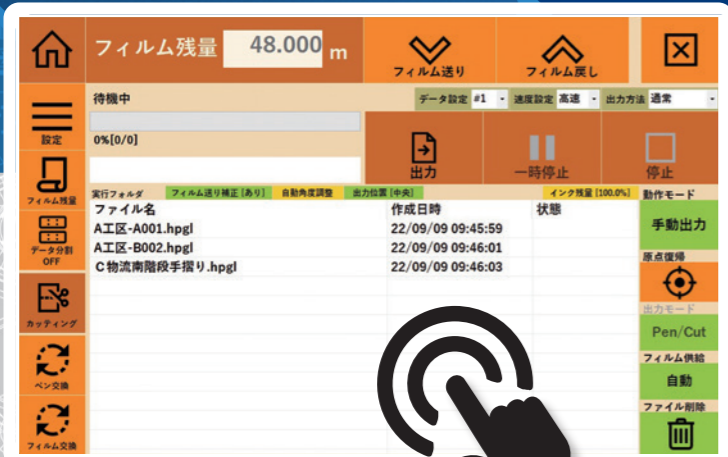 フィルム残量 48.000 m
フィルム送り
フィルム戻し
設定
フィルム残量
データ分割
OFF
カッティング
ペン交換
フィルム交換
待機中
データ設定 #1 速度設定 高速 出力方法 通常
0%[0/0]
出力
一時停止
停止
実行フォルダ フィルム送り補正 [あり] 自動角度調整 出力位置 [中央] インク残量 [100.0%]
ファイル名 作成日時 状態
A工区-A001.hpgl 22/09/09 09:45:59
A工区-B002.hpgl 22/09/09 09:46:01
C物流南階段手摺り.hpgl 22/09/09 09:46:03
動作モード
手動出力
原点復帰
出力モード
Pen/Cut
フィルム供給
自動
ファイル削除